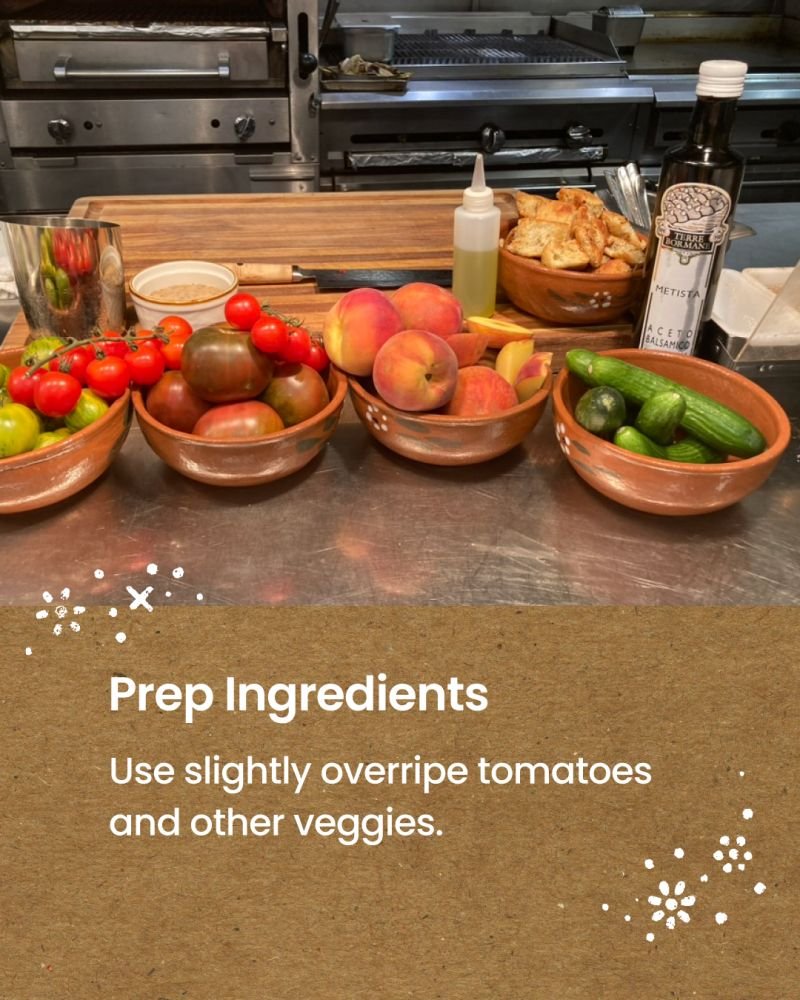 TERRE
BORMANE
METISTA
ACETO
BALSAMICO
Prep Ingredients
Use slightly overripe tomatoes
and other veggies.